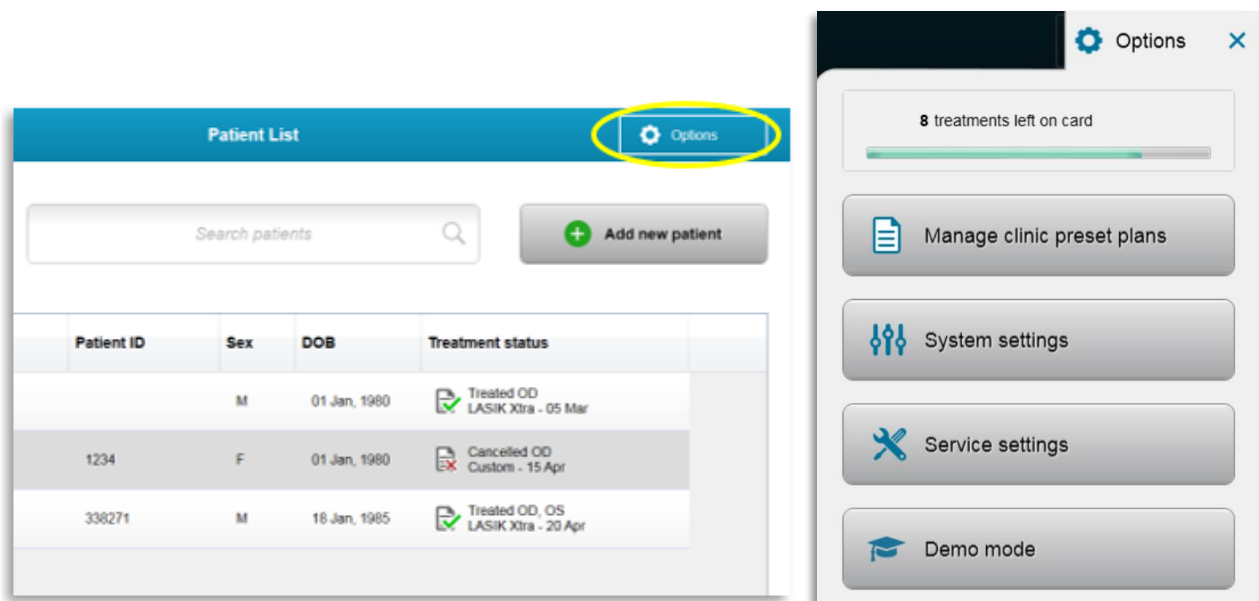 Patient List
Options
Search patients
Add new patient
Patient ID Sex DOB Treatment status
M 01 Jan, 1980 Treated OD
LASIK Xtra - 05 Mar
1234 F 01 Jan, 1980 Cancelled OD
Custom - 15 Apr
338271 M 18 Jan, 1985 Treated OD, OS
LASIK Xtra - 20 Apr
Options
8 treatments left on card
Manage clinic preset plans
System settings
Service settings
Demo mode